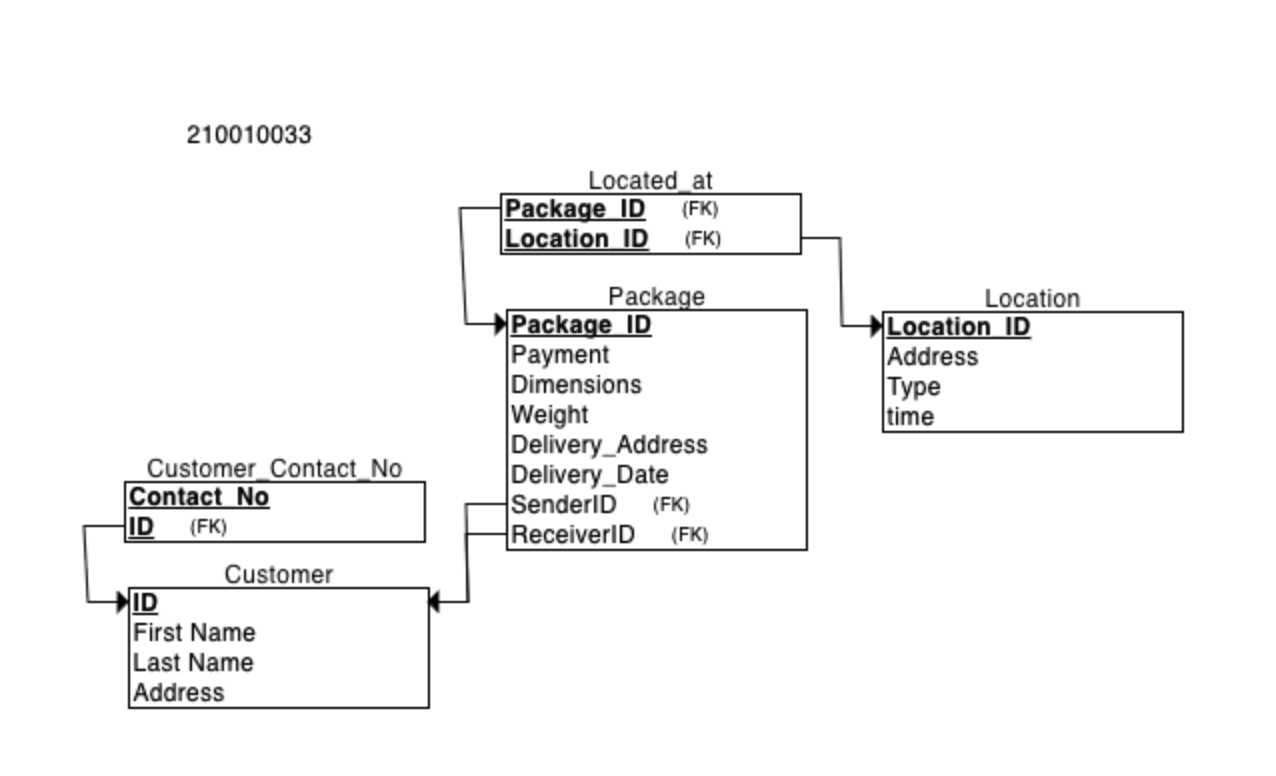 210010033
Located_at
Package_ID (FK)
Location_ID (FK)
Package
Package_ID
Payment
Dimensions
Weight
Delivery_Address
Delivery_Date
SenderID (FK)
ReceiverID (FK)
Location
Location_ID
Address
Type
time
Customer_Contact_No
Contact_No
ID (FK)
Customer
ID
First Name
Last Name
Address